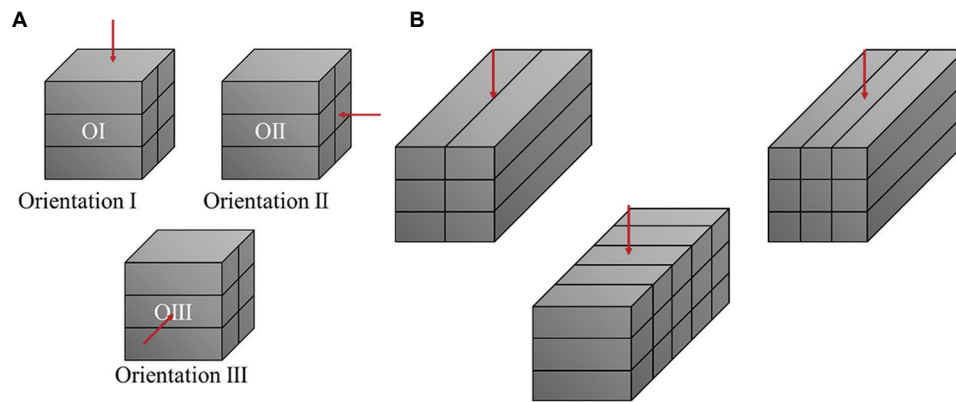 A
B
OI
OII
Orientation I
Orientation II
OIII
Orientation III